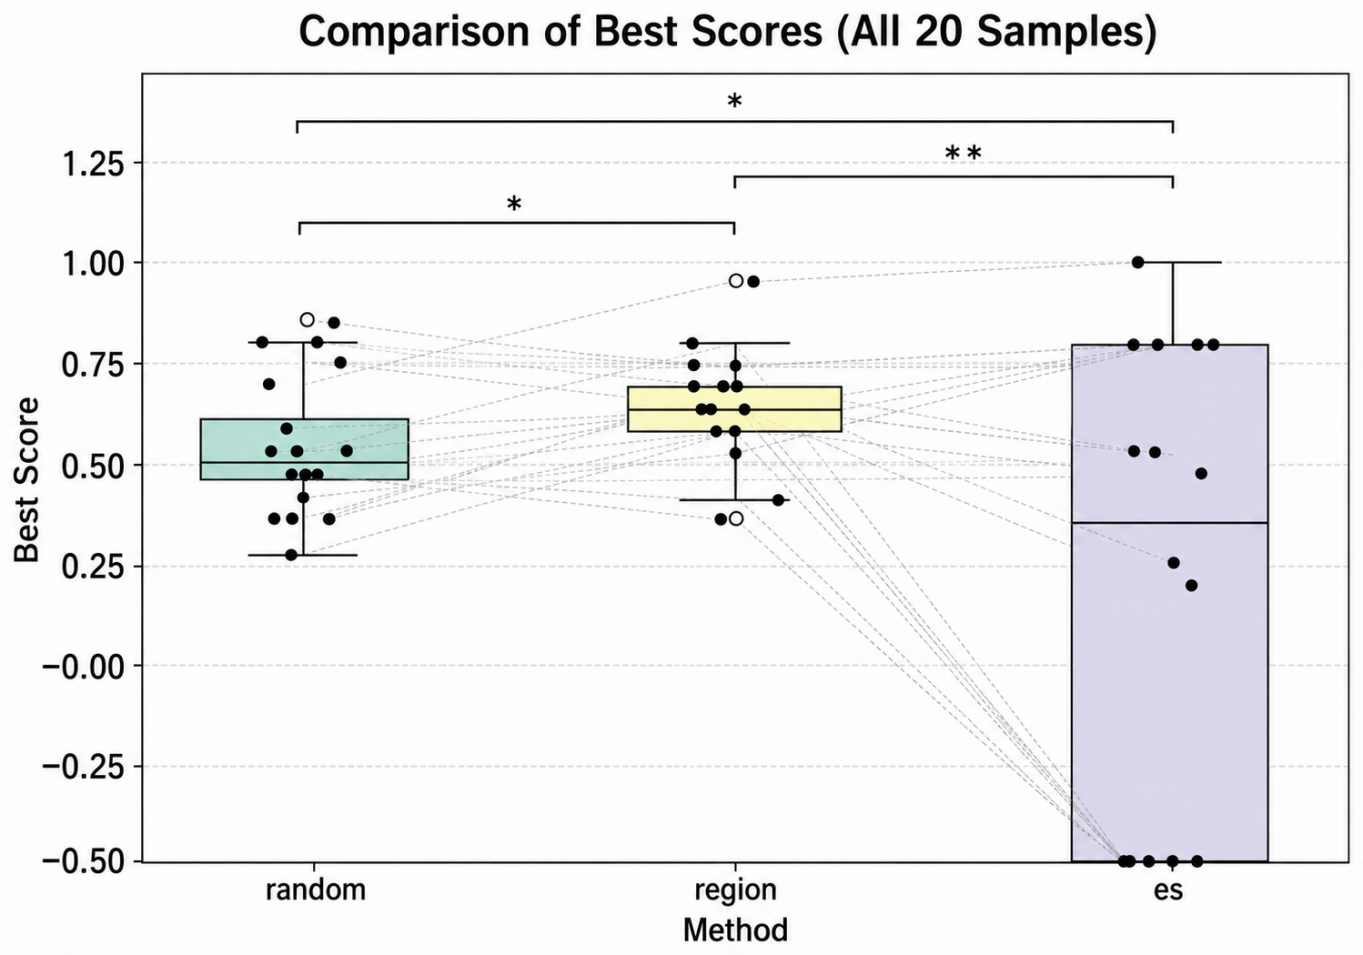 Comparison of Best Scores (All 20 Samples)
*
**
*
1.25
1.00
0.75
0.50
0.25
−0.00
−0.25
−0.50
Best Score
random
region
es
Method